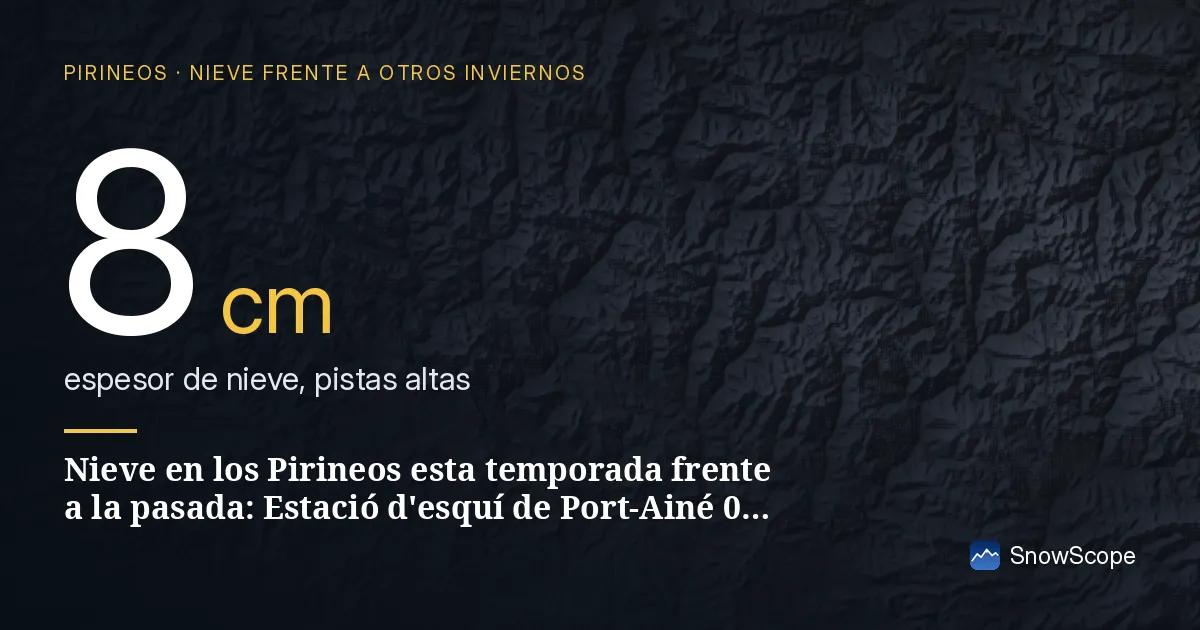 PIRINEOS · NIEVE FRENTE A OTROS INVIERNOS
8 cm
espesor de nieve, pistas altas
Nieve en los Pirineos esta temporada frente
a la pasada: Estació d'esquí de Port-Ainé 0…
SnowScope